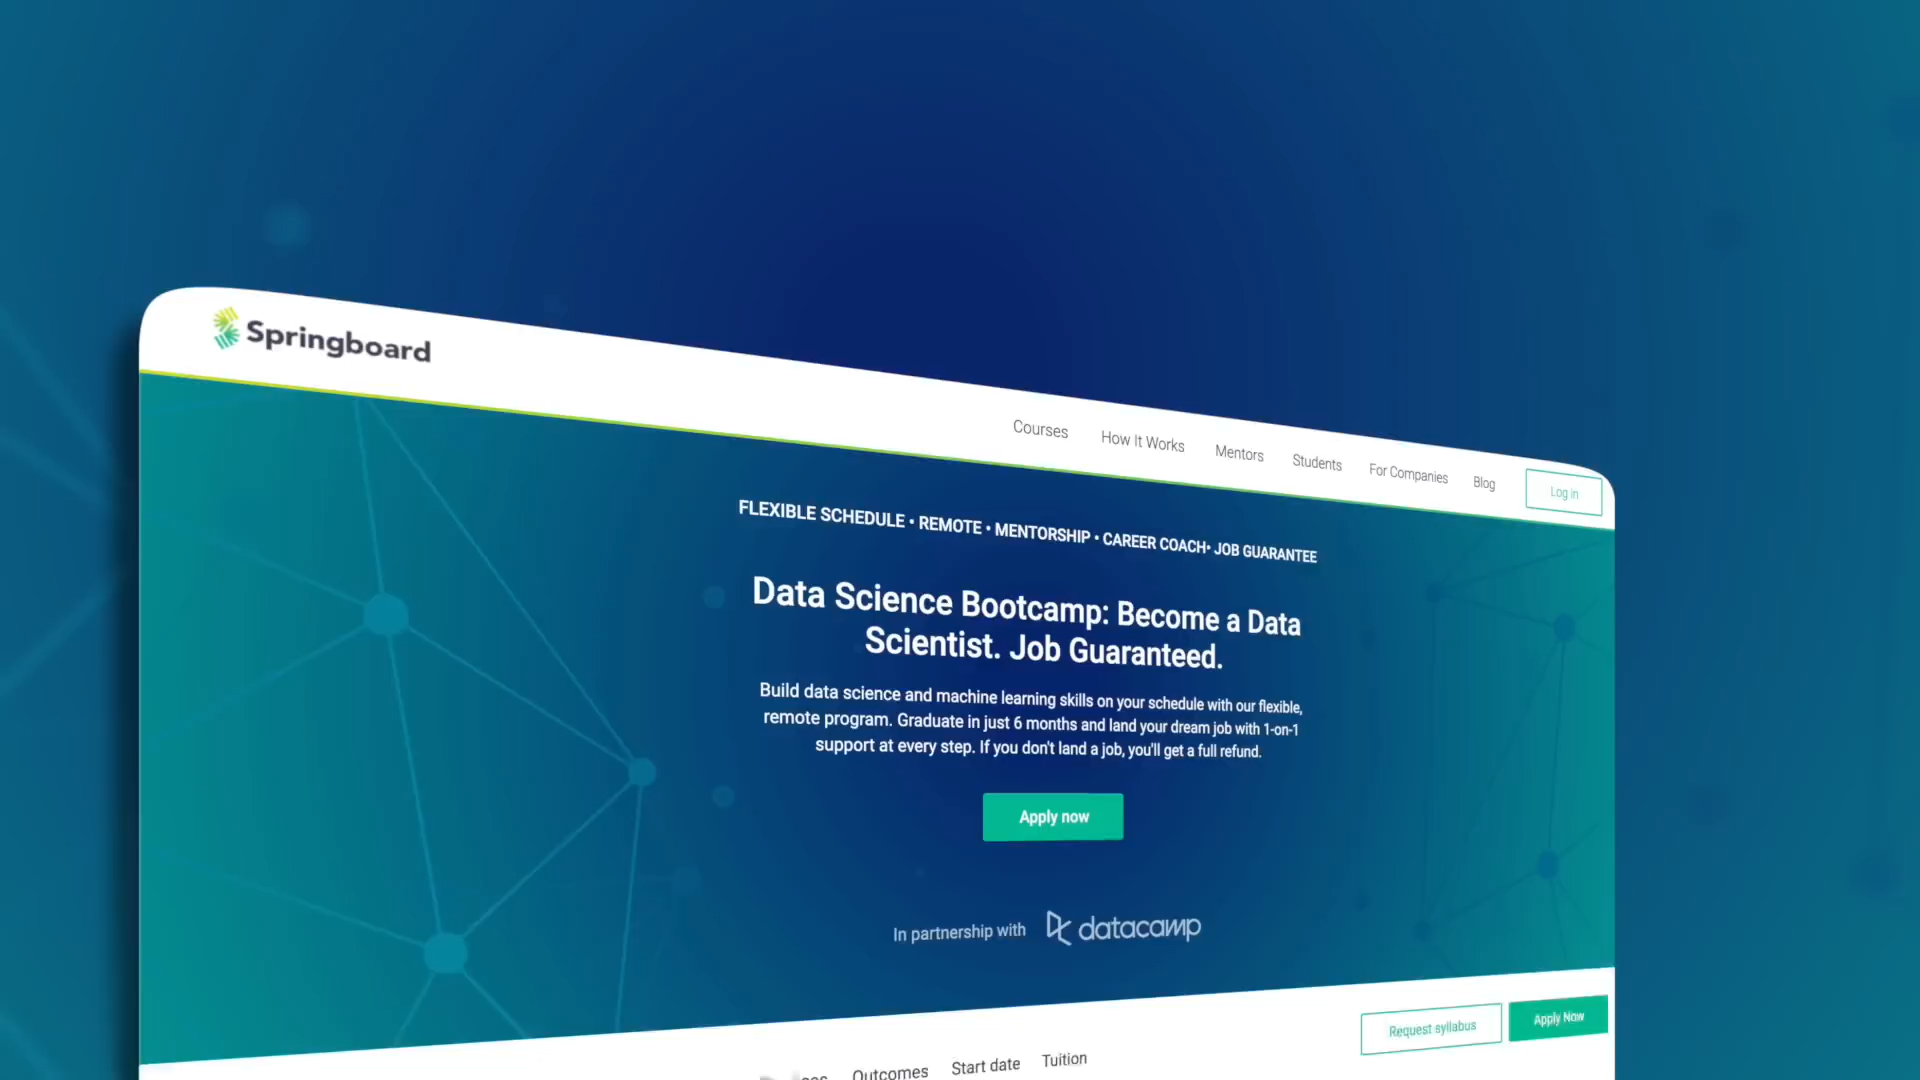 Springboard
Courses How It Works Mentors Students For Companies Blog Log in
FLEXIBLE SCHEDULE • REMOTE • MENTORSHIP • CAREER COACH• JOB GUARANTEE
Data Science Bootcamp: Become a Data
Scientist. Job Guaranteed.
Build data science and machine learning skills on your schedule with our flexible,
remote program. Graduate in just 6 months and land your dream job with 1-on-1
support at every step. If you don't land a job, you'll get a full refund.
Apply now
In partnership with datacamp
Request syllabus Apply Now
Outcomes Start date Tuition